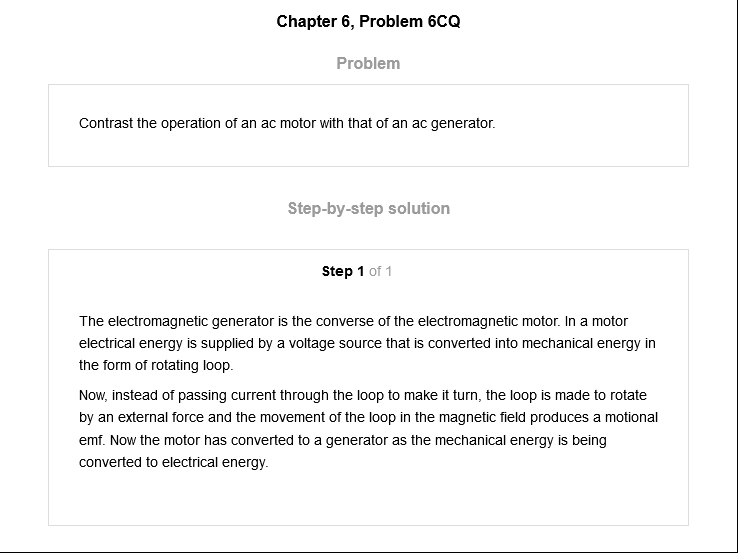 Chapter 6, Problem 6CQ
Problem
Contrast the operation of an ac motor with that of an ac generator.
Step-by-step solution
Step 1 of 1
The electromagnetic generator is the converse of the electromagnetic motor. In a motor
electrical energy is supplied by a voltage source that is converted into mechanical energy in
the form of rotating loop.
Now, instead of passing current through the loop to make it turn, the loop is made to rotate
by an external force and the movement of the loop in the magnetic field produces a motional
emf. Now the motor has converted to a generator as the mechanical energy is being
converted to electrical energy.